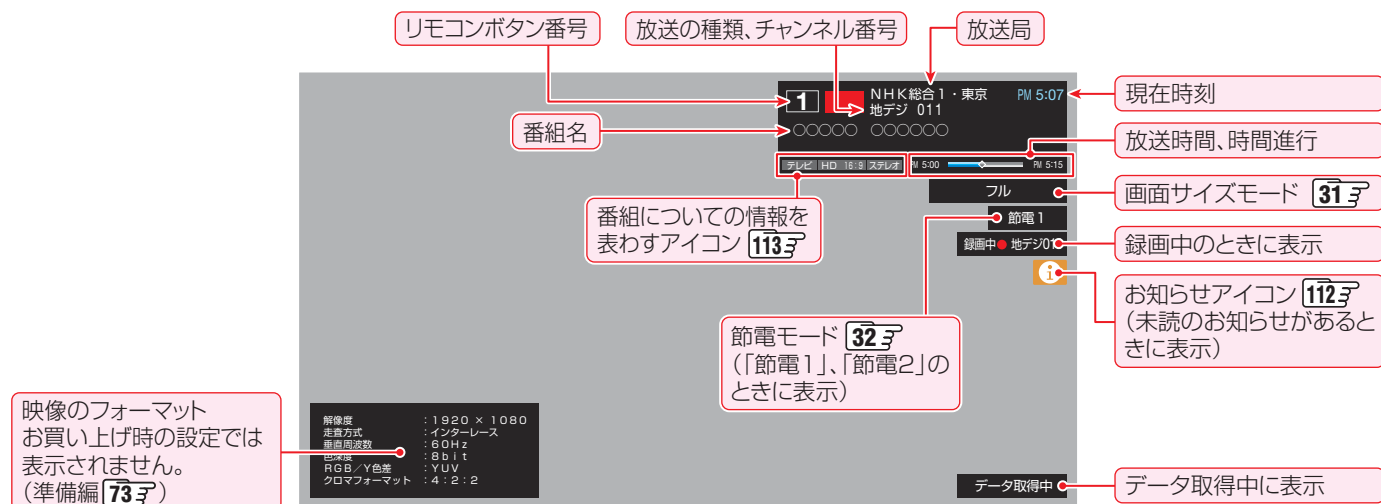 リモコンボタン番号
放送の種類、チャンネル番号
放送局
1
NHK総合1・東京
PM 5:07
地デジ 011
現在時刻
番組名
○○○○○ ○○○○○○
放送時間、時間進行
テレビ HD 16:9 ステレオ
PM 5:00
PM 5:15
フル
画面サイズモード 31
番組についての情報を
表わすアイコン 113
節電1
録画中 地デジ01
録画中のときに表示
i
お知らせアイコン 112
(未読のお知らせがあると
きに表示)
節電モード 32
(「節電1」、「節電2」の
ときに表示)
映像のフォーマット
お買い上げ時の設定では
表示されません。
(準備編 73)
解像度 :1920 × 1080
走査方式 :インターレース
垂直周波数 :60Hz
色深度 :8bit
RGB/Y色差 :YUV
クロマフォーマット :4:2:2
データ取得中
データ取得中に表示